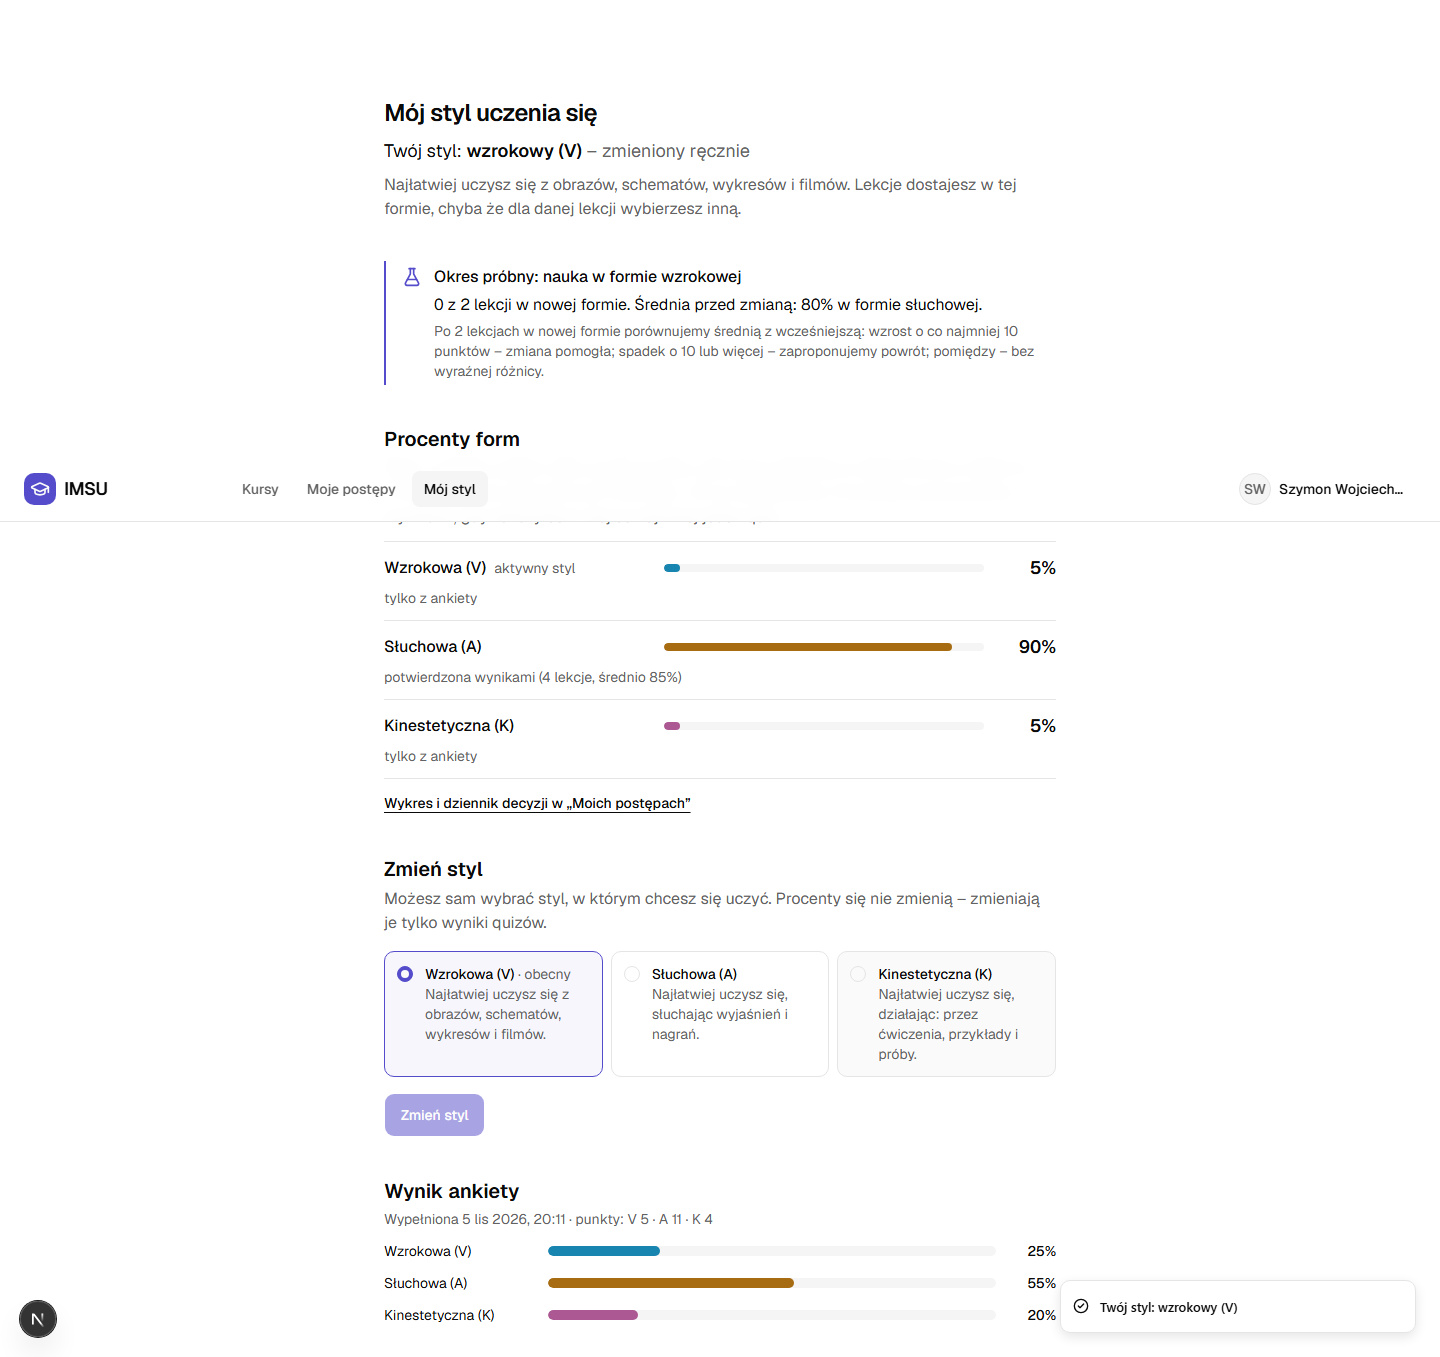 Mój styl uczenia się
Twój styl: wzrokowy (V) – zmieniony ręcznie
Najłatwiej uczysz się z obrazów, schematów, wykresów i filmów. Lekcje dostajesz w tej
formie, chyba że dla danej lekcji wybierzesz inną.
Okres próbny: nauka w formie wzrokowej
0 z 2 lekcji w nowej formie. Średnia przed zmianą: 80% w formie słuchowej.
Po 2 lekcjach w nowej formie porównujemy średnią z wcześniejszą: wzrost o co najmniej 10
punktów – zmiana pomogła; spadek o 10 lub więcej – zaproponujemy powrót; pomiędzy – bez
wyraźnej różnicy.
Procenty form
IMSU
Kursy
Moje postępy
Mój styl
SW
Szymon Wojciech...
Wzrokowa (V) aktywny styl
5%
tylko z ankiety
Słuchowa (A)
90%
potwierdzona wynikami (4 lekcje, średnio 85%)
Kinestetyczna (K)
5%
tylko z ankiety
Wykres i dziennik decyzji w „Moich postępach”
Zmień styl
Możesz sam wybrać styl, w którym chcesz się uczyć. Procenty się nie zmienią – zmieniają
je tylko wyniki quizów.
Wzrokowa (V) · obecny
Najłatwiej uczysz się z
obrazów, schematów,
wykresów i filmów.
Słuchowa (A)
Najłatwiej uczysz się,
słuchając wyjaśnień i
nagrań.
Kinestetyczna (K)
Najłatwiej uczysz się,
działając: przez
ćwiczenia, przykłady i
próby.
Zmień styl
Wynik ankiety
Wypełniona 5 lis 2026, 20:11 · punkty: V 5 · A 11 · K 4
Wzrokowa (V)
25%
Słuchowa (A)
55%
Kinestetyczna (K)
20%
Twój styl: wzrokowy (V)
N